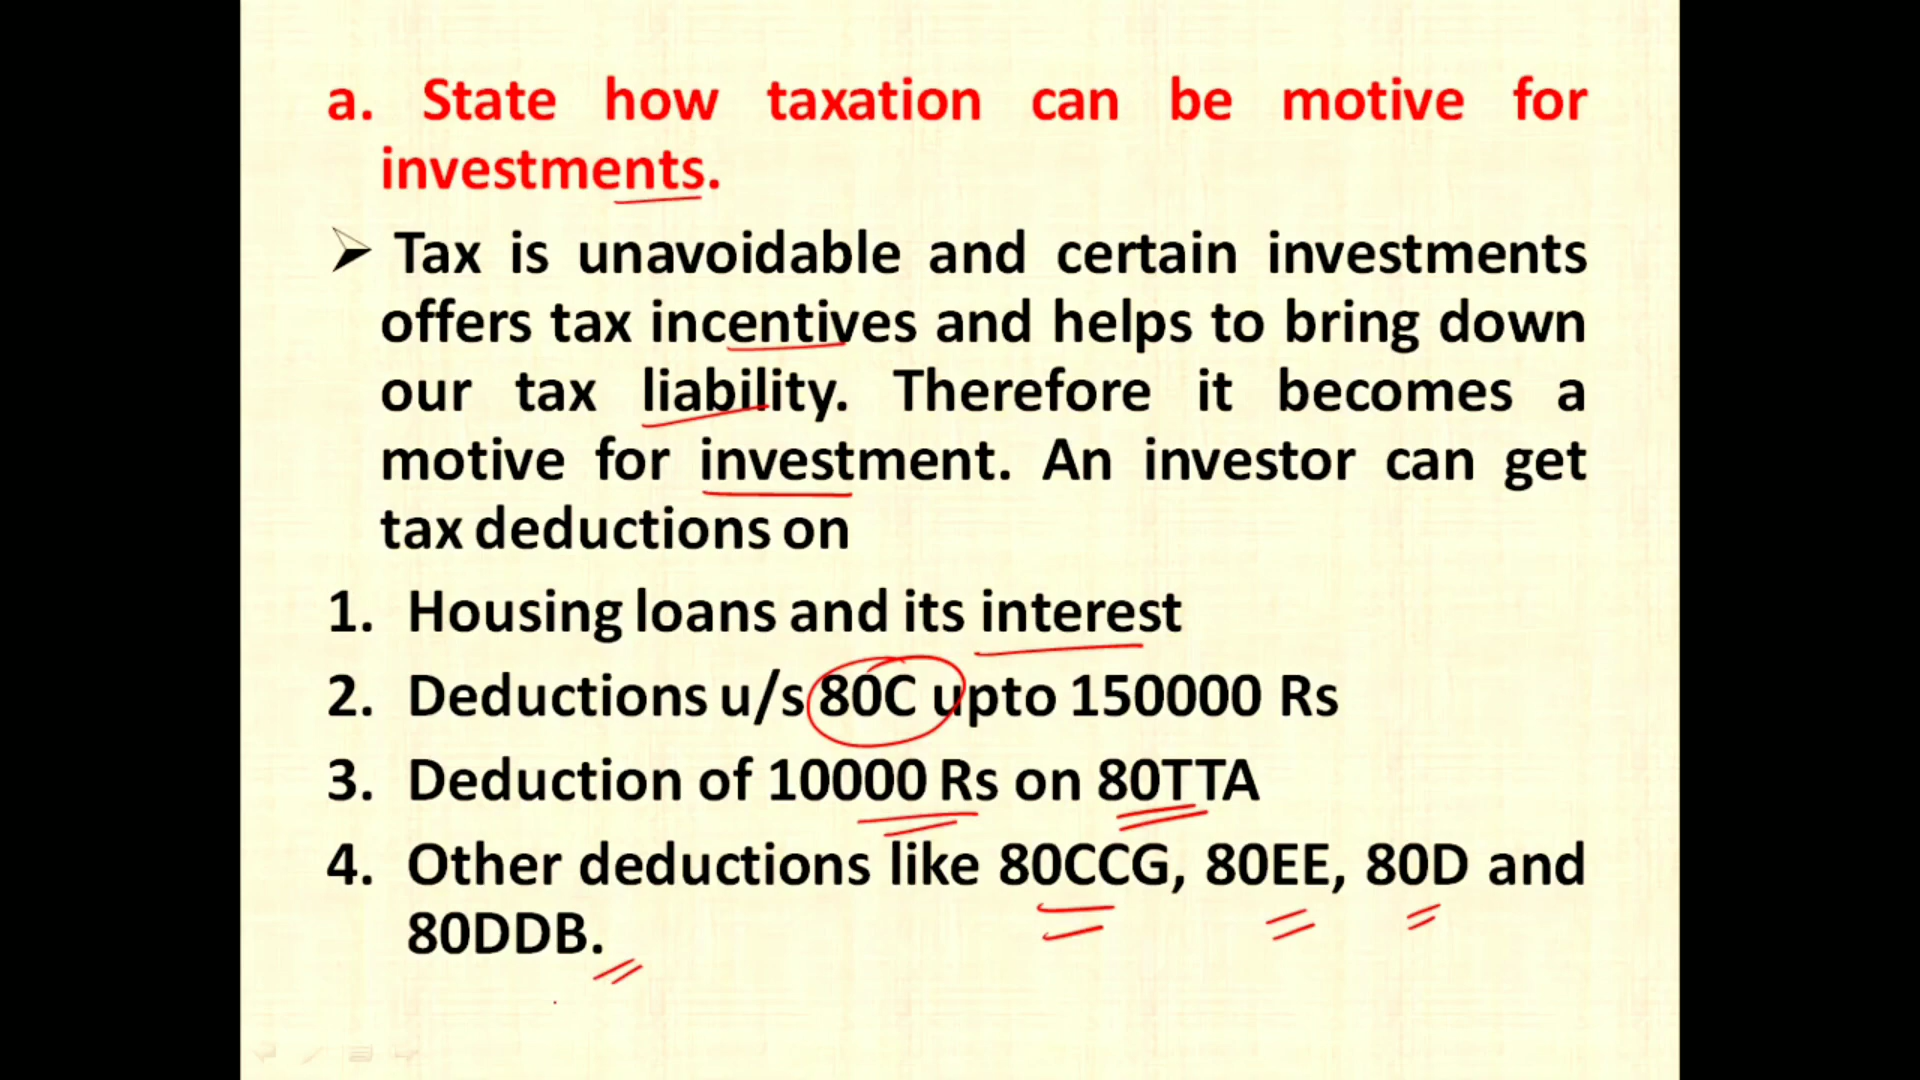 a. State how taxation can be motive for
investments.
Tax is unavoidable and certain investments
offers tax incentives and helps to bring down
our tax liability. Therefore it becomes a
motive for investment. An investor can get
tax deductions on
1. Housing loans and its interest
2. Deductions u/s 80C upto 150000 Rs
3. Deduction of 10000 Rs on 80TTA
4. Other deductions like 80CCG, 80EE, 80D and
80DDB.